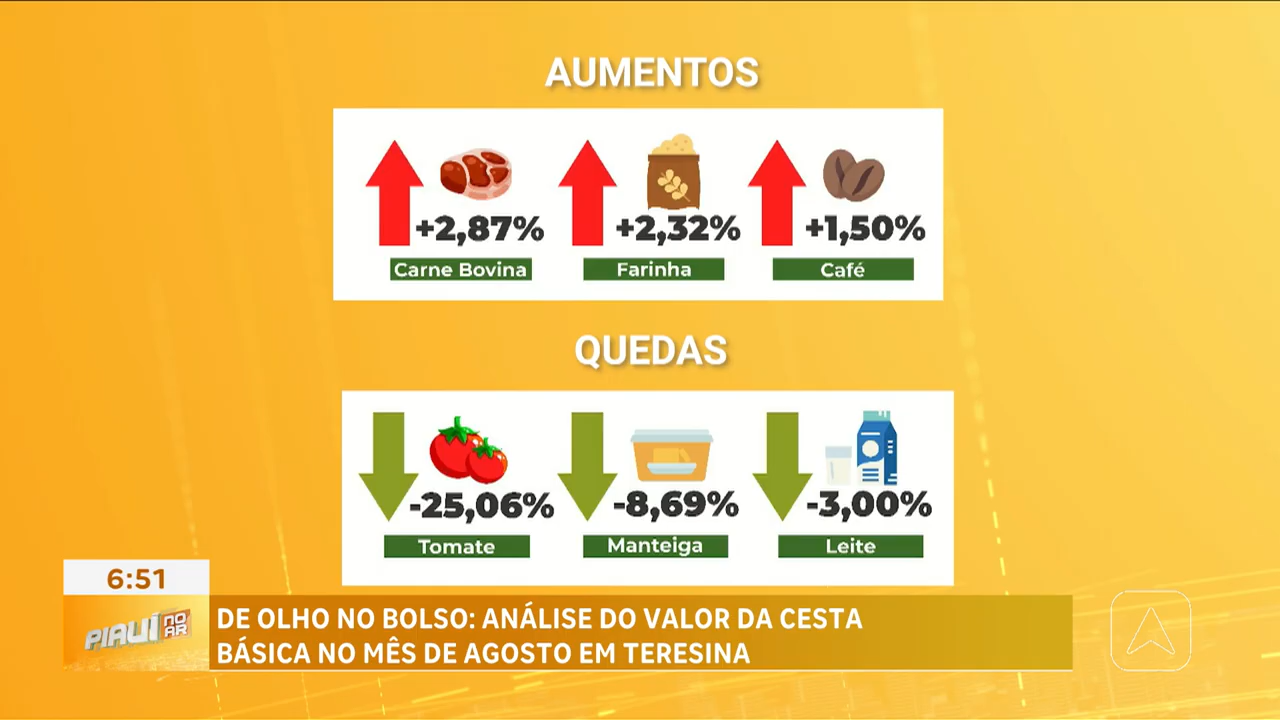 AUMENTOS
+2,87% +2,32% +1,50%
Carne Bovina Farinha Café
QUEDAS
-25,06% -8,69% -3,00%
Tomate Manteiga Leite
6:51
PIAUÍ NO AR
DE OLHO NO BOLSO: ANÁLISE DO VALOR DA CESTA
BÁSICA NO MÊS DE AGOSTO EM TERESINA